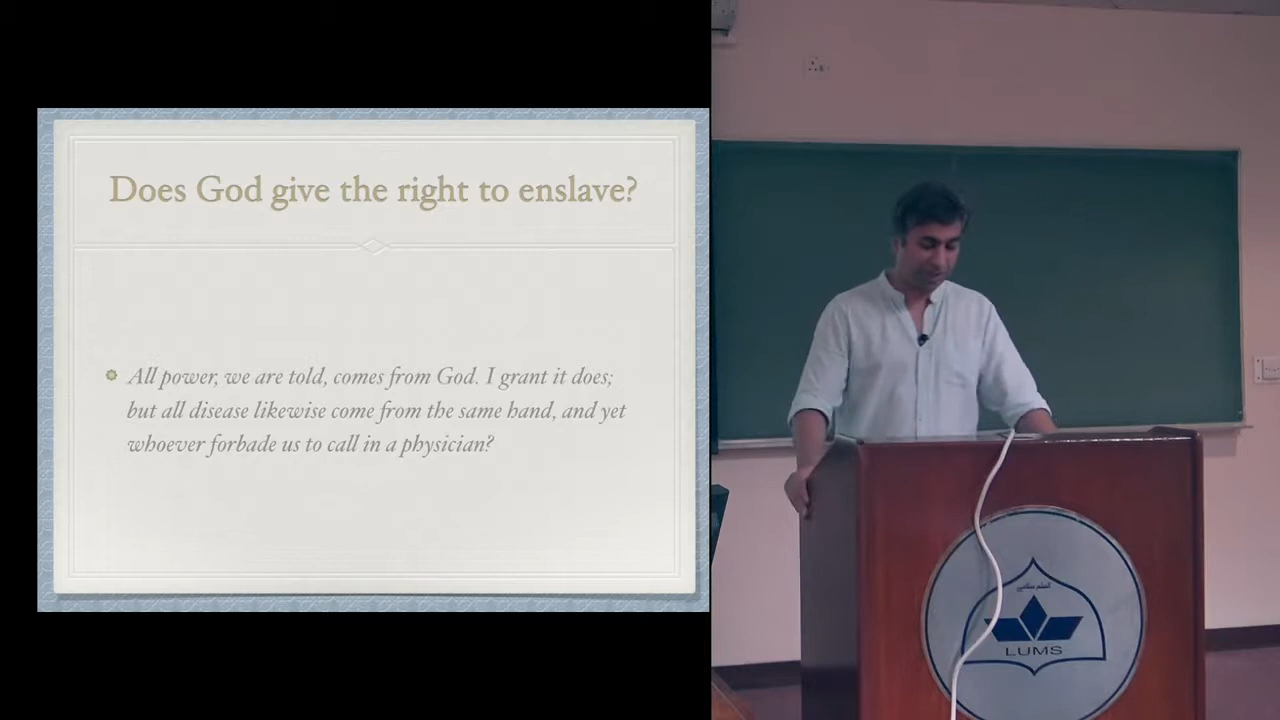 Does God give the right to enslave?
All power, we are told, comes from God. I grant it does;
but all disease likewise come from the same hand, and yet
whoever forbade us to call in a physician?
LUMS